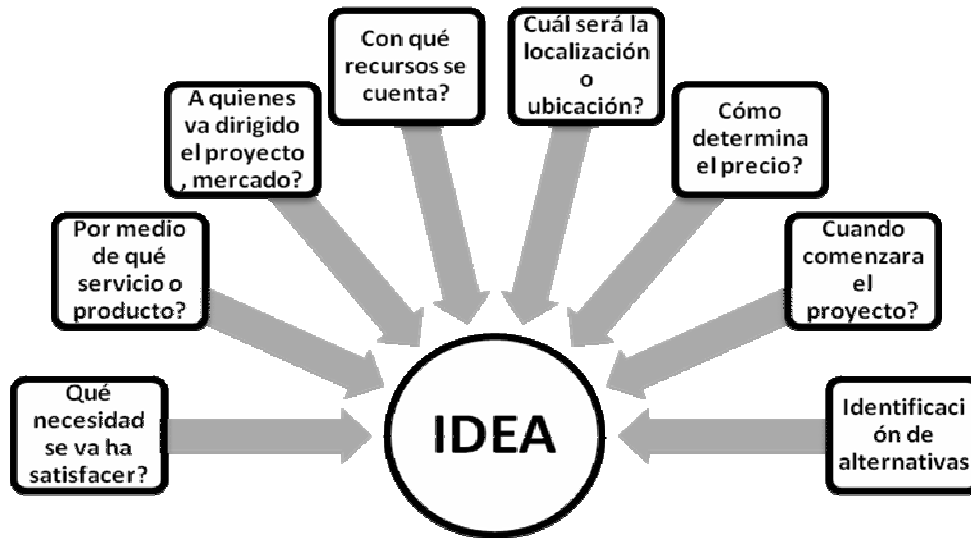 Qué
necesidad
se va ha
satisfacer?
Por medio
de qué
servicio o
producto?
A quienes
va dirigido
el proyecto
, mercado?
Con qué
recursos se
cuenta?
Cuál será la
localización
o
ubicación?
Cómo
determina
el precio?
Cuando
comenzara
el
proyecto?
Identificaci
ón de
alternativas
IDEA